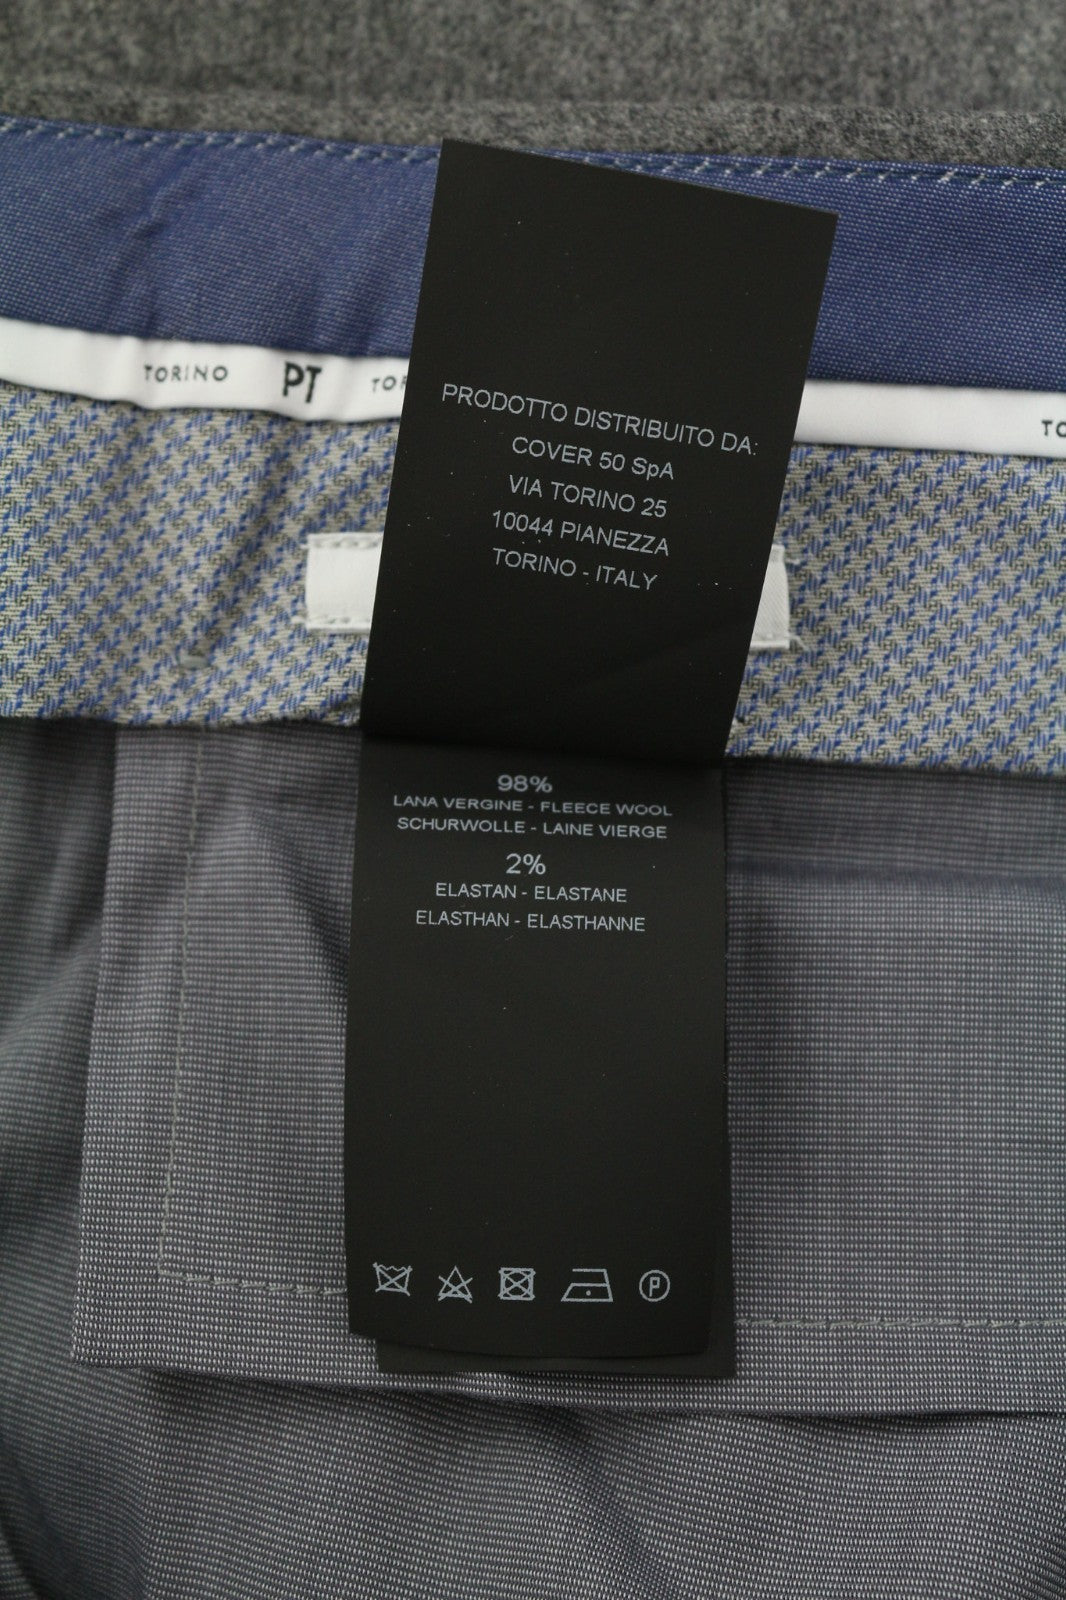 TORINO PT TOR
TO
PRODOTTO DISTRIBUITO DA:
COVER 50 SpA
VIA TORINO 25
10044 PIANEZZA
TORINO - ITALY
98%
LANA VERGINE - FLEECE WOOL
SCHURWOLLE - LAINE VIERGE
2%
ELASTAN - ELASTANE
ELASTHAN - ELASTHANNE
P